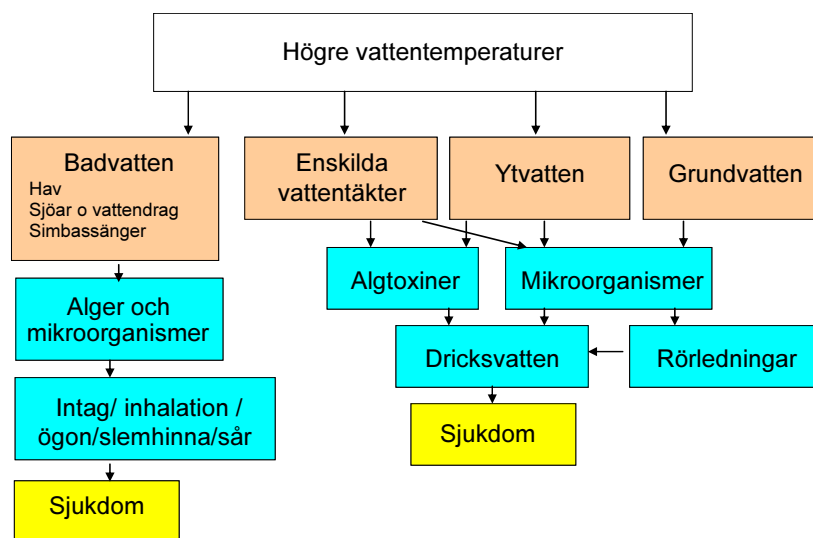 Högre vattentemperaturer
Badvatten
Hav
Sjöar o vattendrag
Simbassänger
Enskilda
vattentäkter
Ytvatten
Grundvatten
Algtoxiner
Mikroorganismer
Alger och
mikroorganismer
Dricksvatten
Rörledningar
Intag/ inhalation /
ögon/slemhinna/sår
Sjukdom
Sjukdom